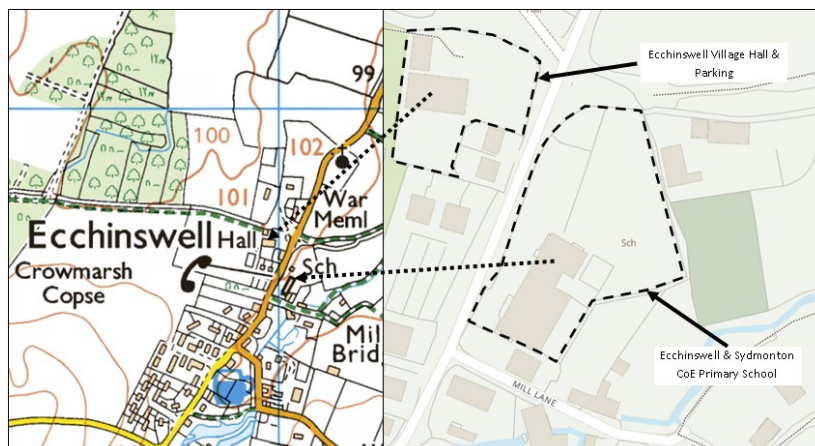 99
100
102
101
War
Meml
Ecchinswell Hall
Sch
Crowmarsh
Copse
Mil
Brid
Ecchinswell Village Hall &
Parking
Sch
Ecchinswell & Sydmonton
CoE Primary School
MILL LANE